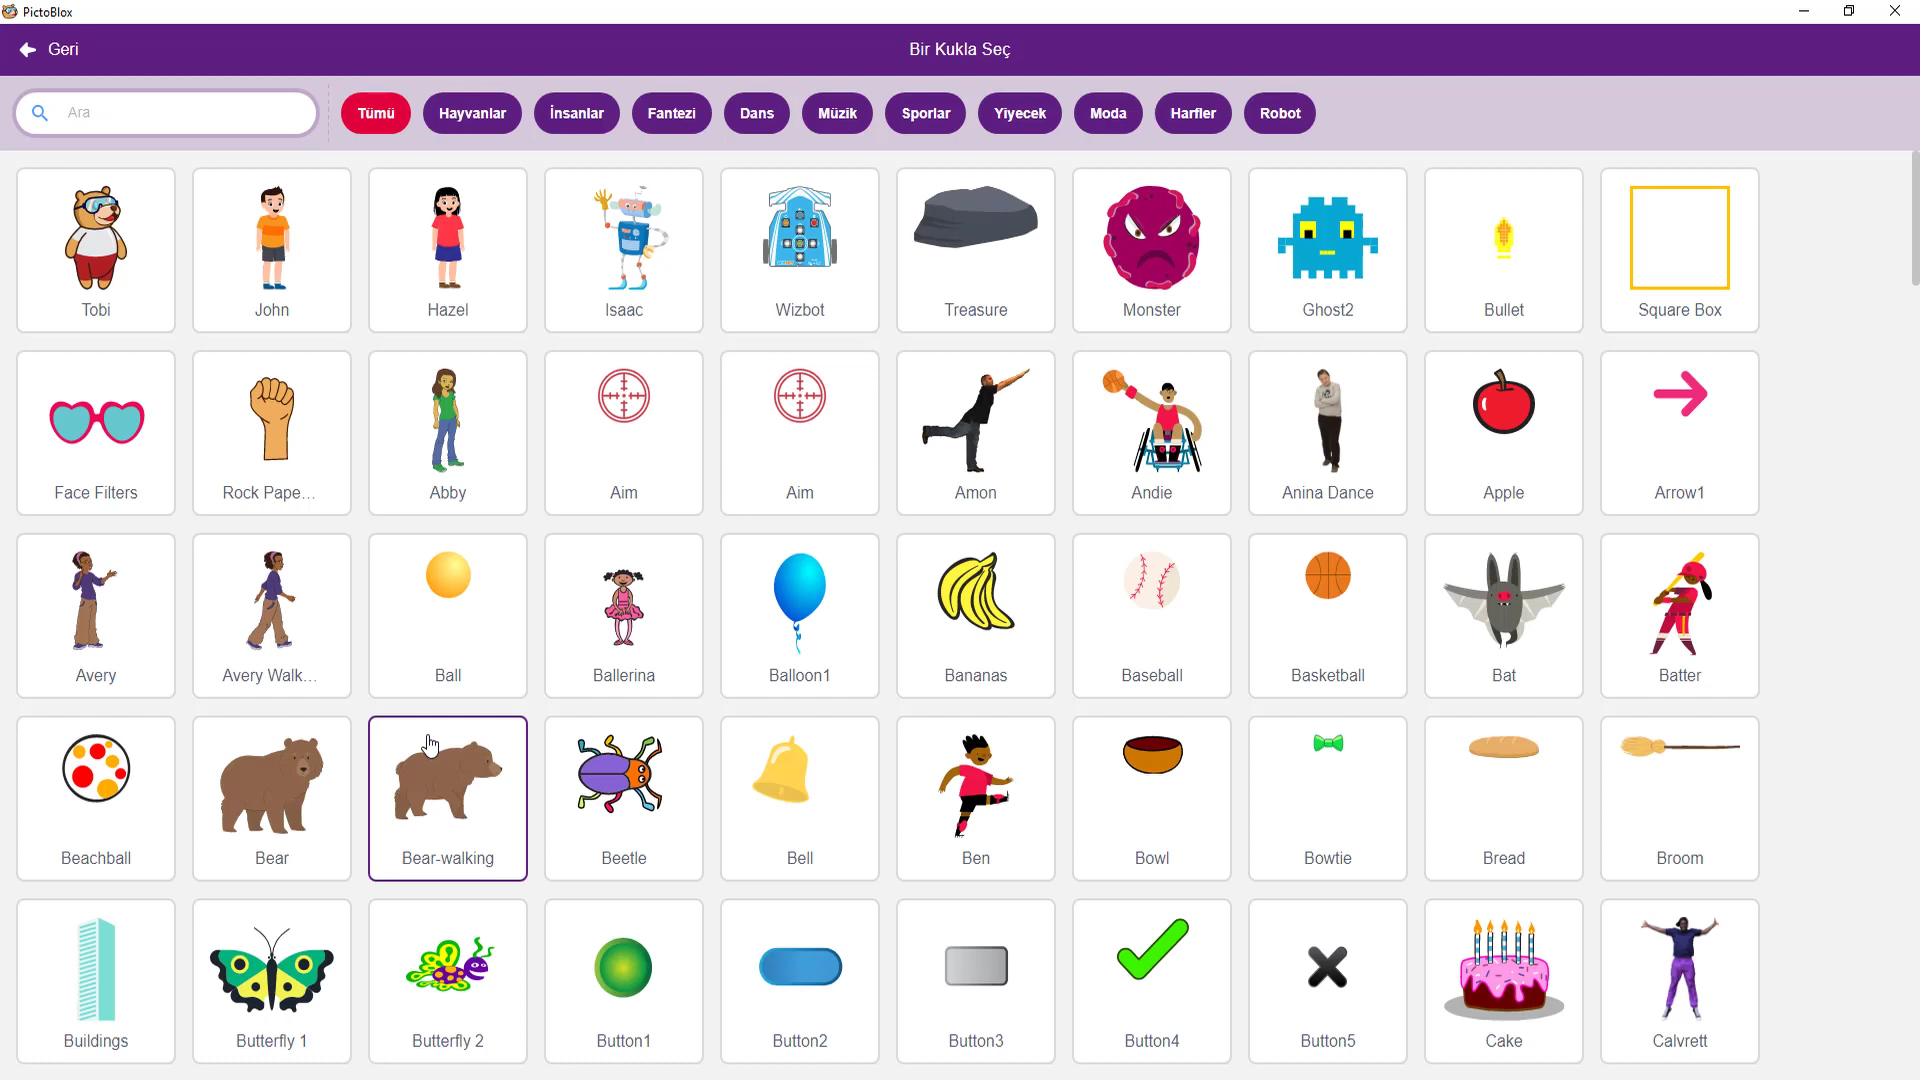 PictoBlox
Geri
Bir Kukla Seç
Ara
Tümü
Hayvanlar
İnsanlar
Fantezi
Dans
Müzik
Sporlar
Yiyecek
Moda
Harfler
Robot
Tobi
John
Hazel
Isaac
Wizbot
Treasure
Monster
Ghost2
Bullet
Square Box
Face Filters
Rock Pape...
Abby
Aim
Aim
Amon
Andie
Anina Dance
Apple
Arrow1
Avery
Avery Walk...
Ball
Ballerina
Balloon1
Bananas
Baseball
Basketball
Bat
Batter
Beachball
Bear
Bear-walking
Beetle
Bell
Ben
Bowl
Bowtie
Bread
Broom
Buildings
Butterfly 1
Butterfly 2
Button1
Button2
Button3
Button4
Button5
Cake
Calvrett